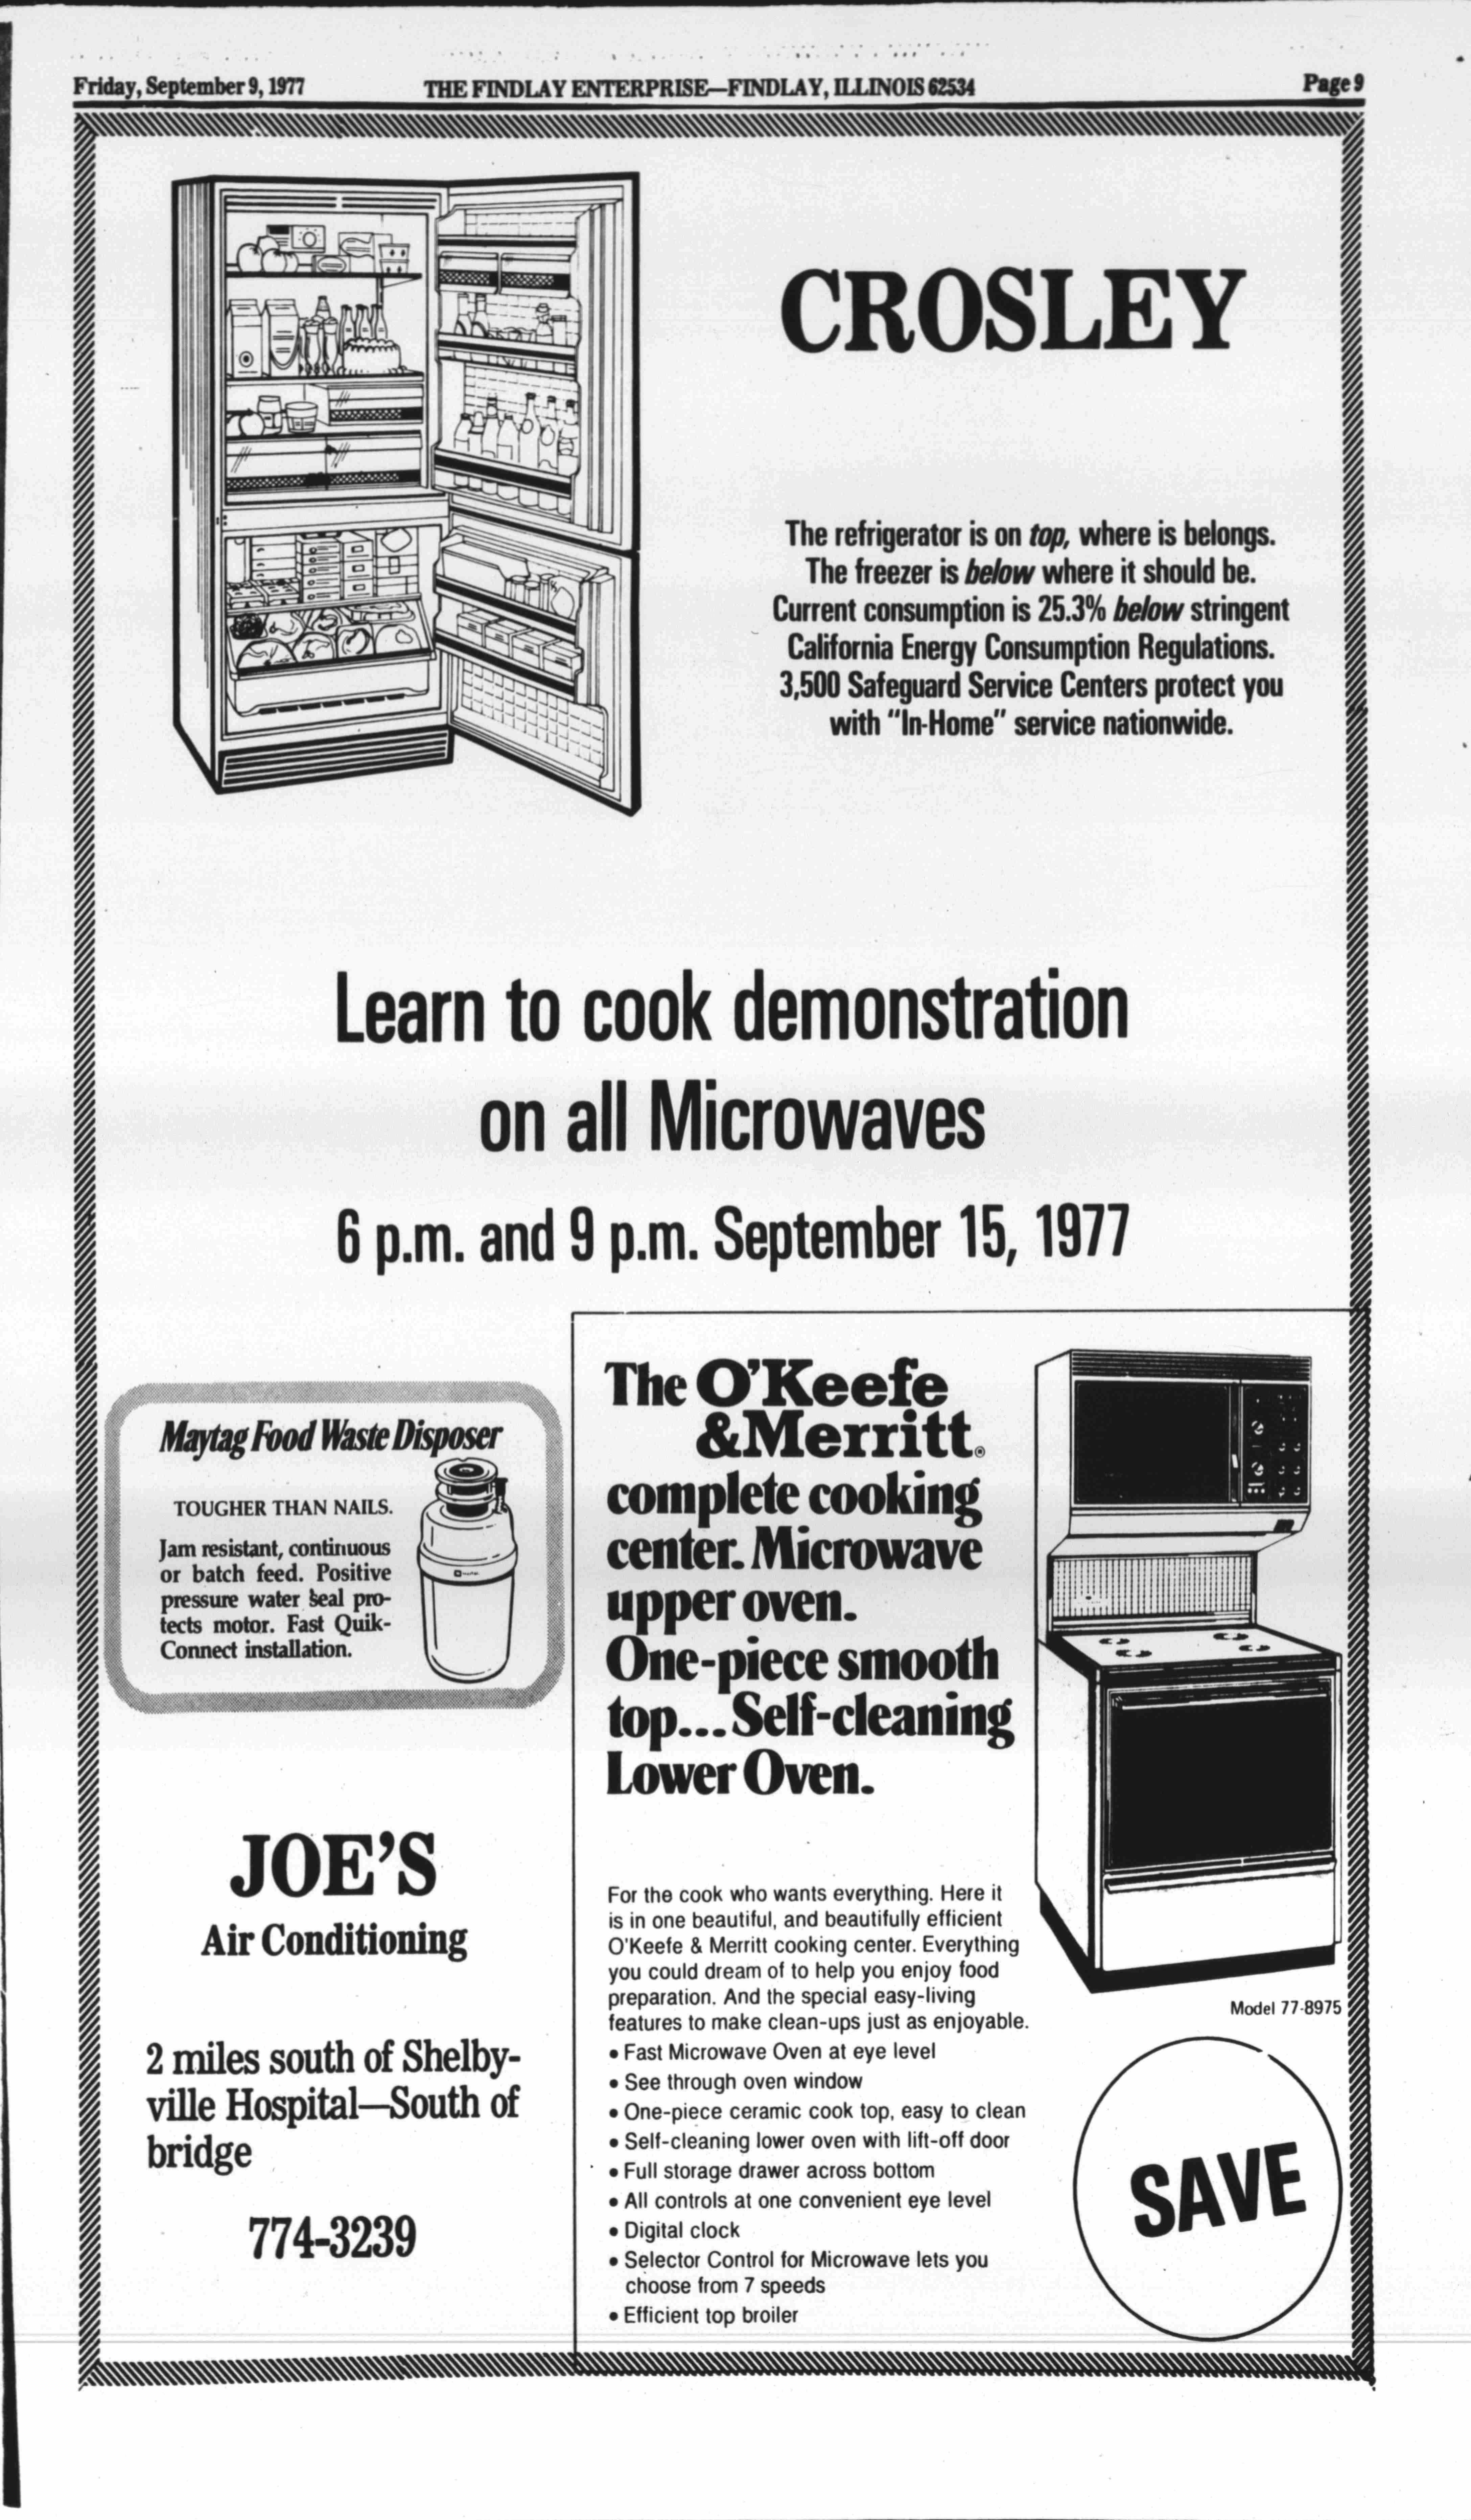 Friday, September 9, 1977
THE FINDLAY ENTERPRISE—FINDLAY, ILLINOIS 62534
Page 9
CROSLEY
The refrigerator is on top, where is belongs.
The freezer is below where it should be.
Current consumption is 25.3% below stringent
California Energy Consumption Regulations.
3,500 Safeguard Service Centers protect you
with "In-Home" service nationwide.
Learn to cook demonstration
on all Microwaves
6 p.m. and 9 p.m. September 15, 1977
Maytag Food Waste Disposer
TOUGHER THAN NAILS.
Jam resistant, continuous
or batch feed. Positive
pressure water seal pro-
tects motor. Fast Quik-
Connect installation.
JOE'S
Air Conditioning
2 miles south of Shelby-
ville Hospital—South of
bridge
774-3239
The O'Keefe
&Merritt®
complete cooking
center. Microwave
upper oven.
One-piece smooth
top...Self-cleaning
Lower Oven.
For the cook who wants everything. Here it
is in one beautiful, and beautifully efficient
O'Keefe & Merritt cooking center. Everything
you could dream of to help you enjoy food
preparation. And the special easy-living
features to make clean-ups just as enjoyable.
• Fast Microwave Oven at eye level
• See through oven window
• One-piece ceramic cook top, easy to clean
• Self-cleaning lower oven with lift-off door
• Full storage drawer across bottom
• All controls at one convenient eye level
• Digital clock
• Selector Control for Microwave lets you
choose from 7 speeds
• Efficient top broiler
Model 77-8975
SAVE